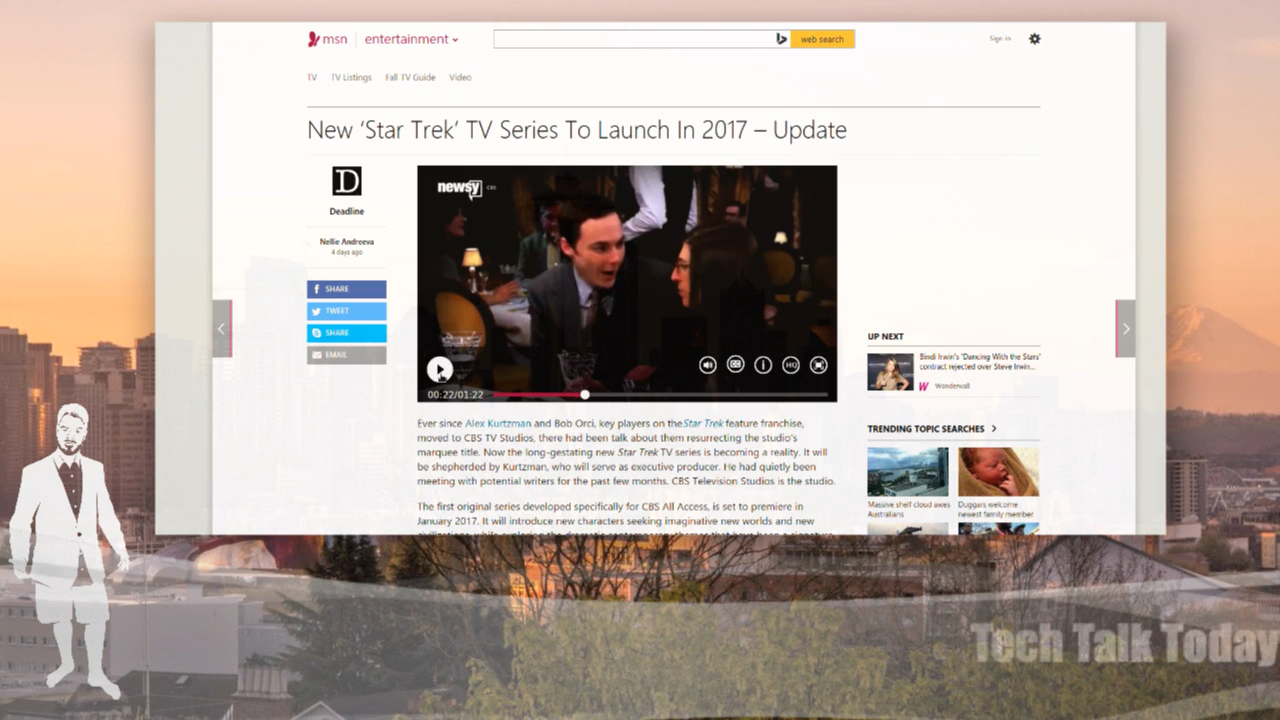 msn entertainment
web search
Sign in
TV TV Listings Fall TV Guide Video
New ‘Star Trek’ TV Series To Launch In 2017 – Update
D
Deadline
Nellie Andreeva
4 days ago
SHARE
TWEET
SHARE
EMAIL
newsy CBS
HQ
00:22/01:22
Ever since Alex Kurtzman and Bob Orci, key players on the Star Trek feature franchise,
moved to CBS TV Studios, there had been talk about them resurrecting the studio's
marquee title. Now the long-gestating new Star Trek TV series is becoming a reality. It will
be shepherded by Kurtzman, who will serve as executive producer. He had quietly been
meeting with potential writers for the past few months. CBS Television Studios is the studio.
The first original series developed specifically for CBS All Access, is set to premiere in
January 2017. It will introduce new characters seeking imaginative new worlds and new
UP NEXT
Bindi Irwin's 'Dancing With the Stars'
contract rejected over Steve Irwin...
Wonderwall
TRENDING TOPIC SEARCHES
Massive shelf cloud awes
Australians
Duggars welcome
newest family member
Tech Talk Today